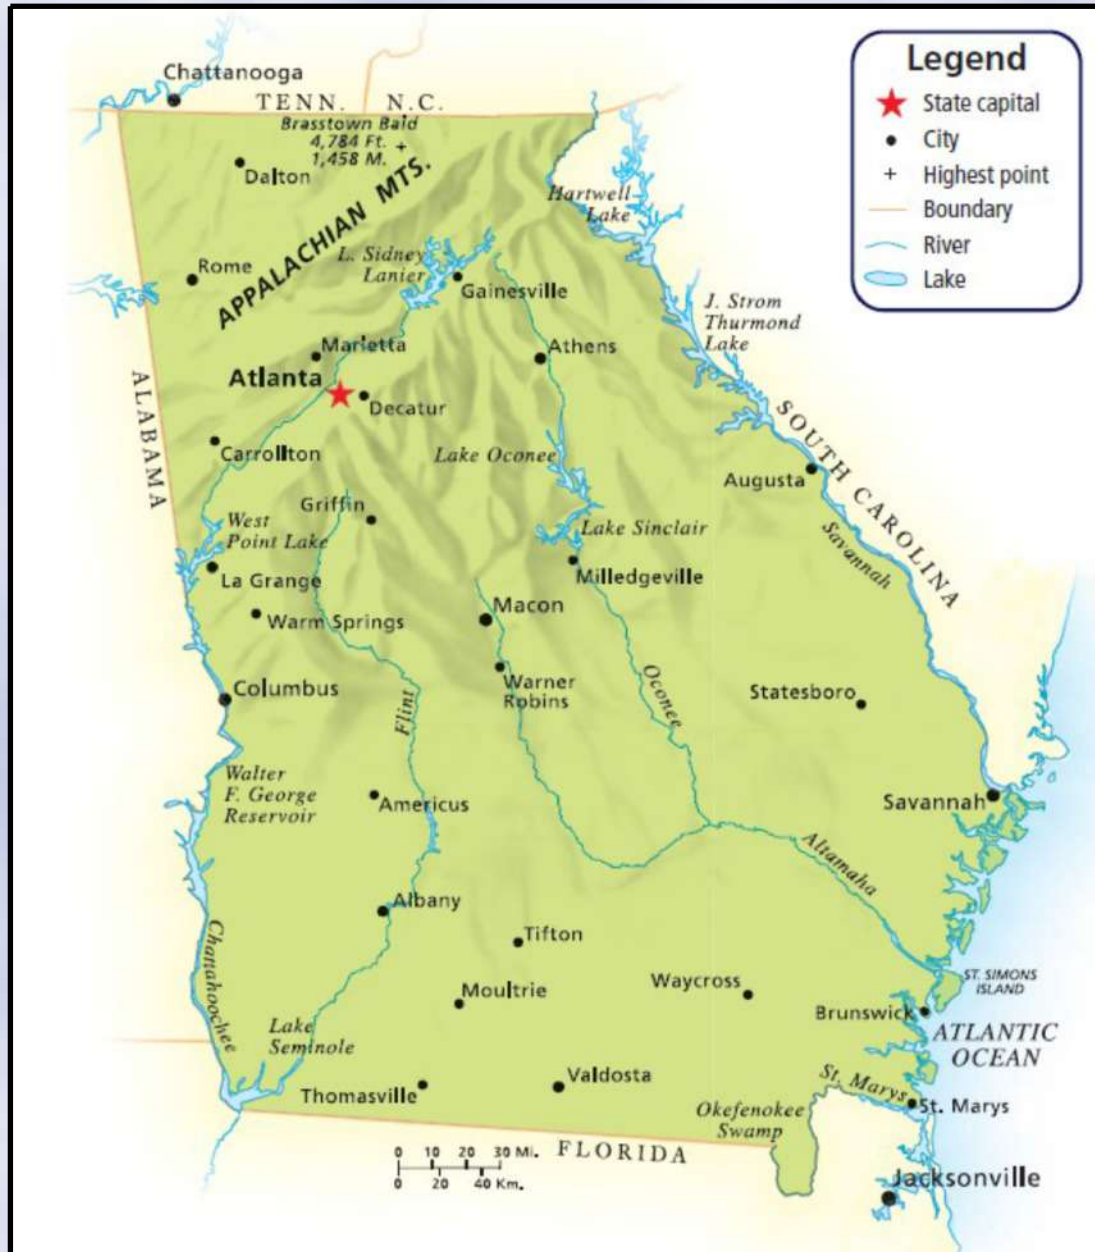 Chattanooga
TENN. N.C.
Brasstown Bald
4,784 Ft.
1,458 M.
Dalton
APPALACHIAN MTS.
Hartwell
Lake
Rome
L. Sidney
Lanier
Gainesville
J. Strom
Thurmond
Lake
Marietta
Athens
Atlanta
Decatur
ALABAMA
SOUTH CAROLINA
Carrollton
Lake Oconee
Augusta
Griffin
West
Point Lake
Lake Sinclair
Savannah
La Grange
Milledgeville
Warm Springs
Macon
Columbus
Flint
Warner
Robins
Oconee
Statesboro
Walter
F. George
Reservoir
Americus
Savannah
Altamaha
Albany
Tifton
Chattahoochee
Moultrie
Waycross
ST. SIMONS
ISLAND
Brunswick
ATLANTIC
OCEAN
Lake
Seminole
Thomasville
Valdosta
St. Marys
St. Marys
Okefenokee
Swamp
FLORIDA
0 10 20 30 Mi.
0 20 40 Km.
Jacksonville
Legend
State capital
City
Highest point
Boundary
River
Lake